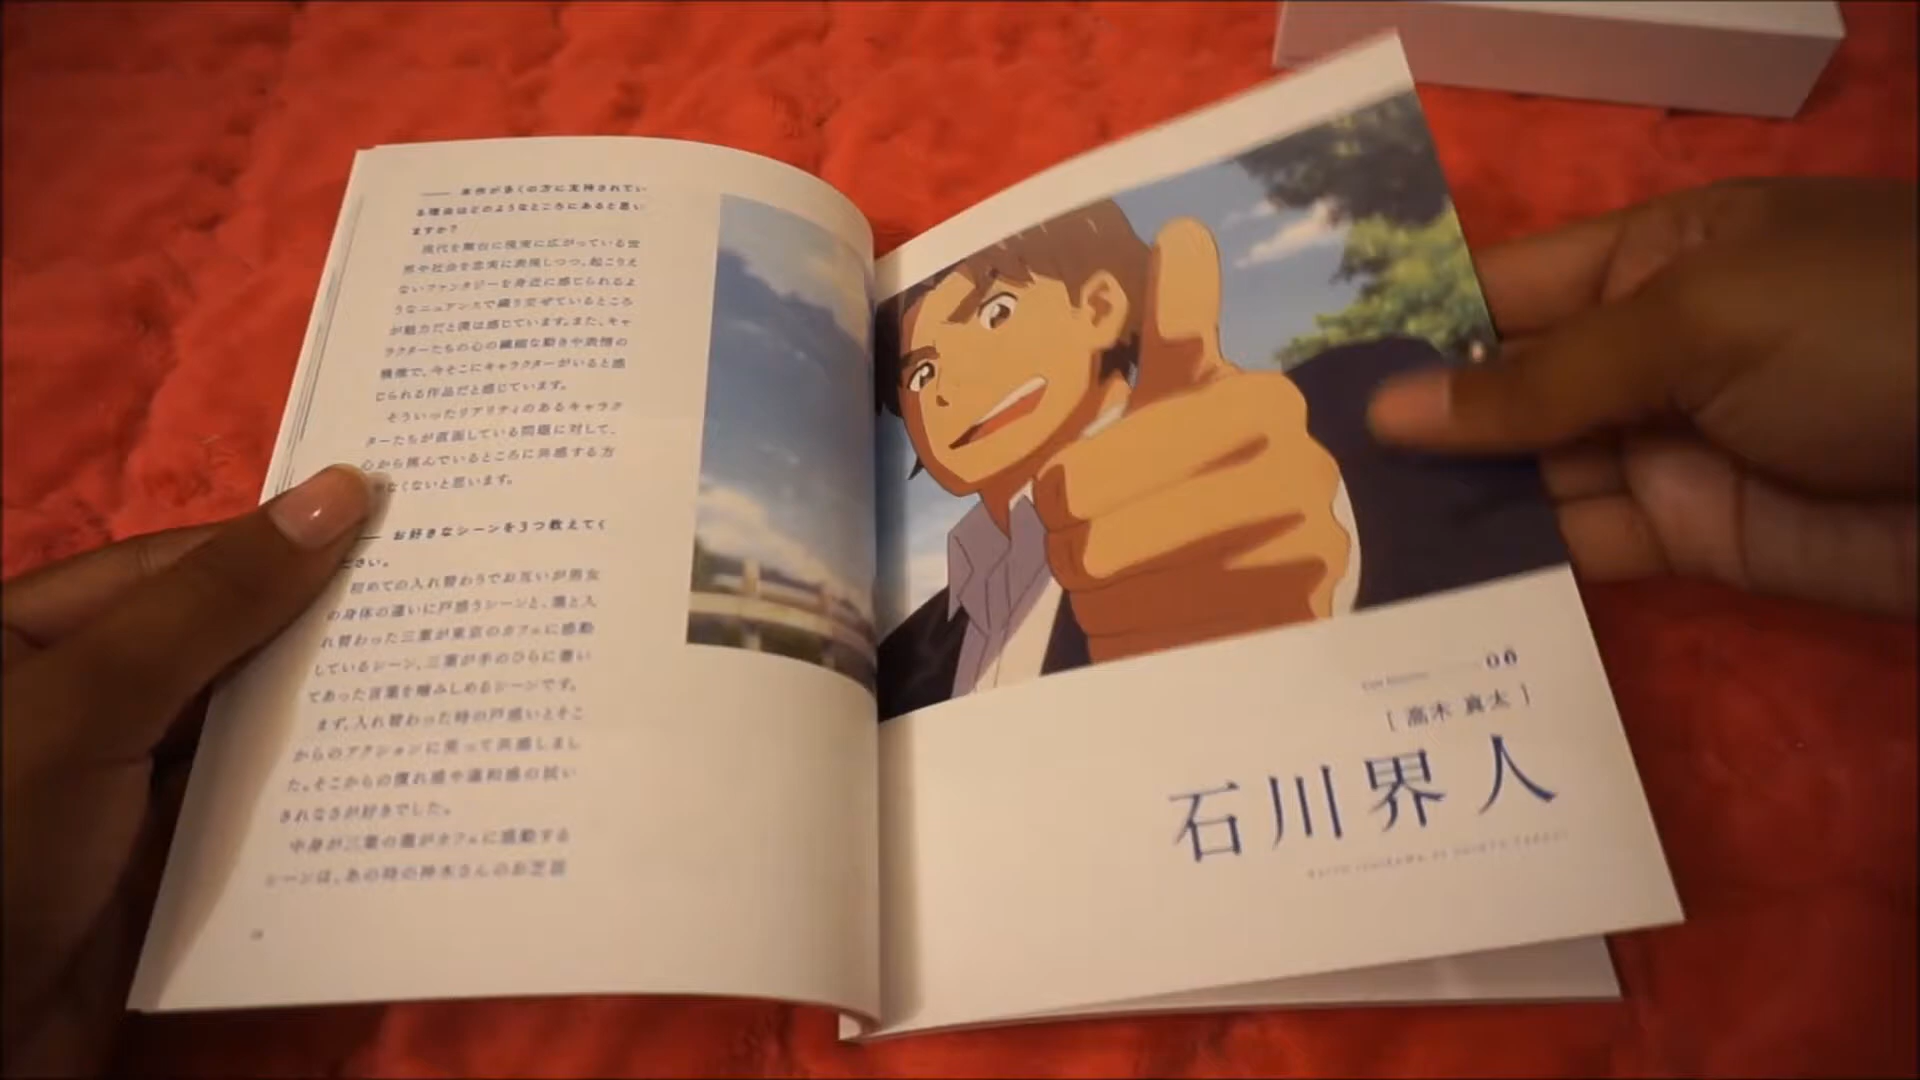 ── 本作が多くの方に支持されてい
る理由はどのようなところにあると思い
ますか?
現代を舞台に現実に広がっている世
界や社会を忠実に表現しつつ、起こりえ
ないファンタジーを身近に感じられるよ
うなニュアンスで織り交ぜているところ
が魅力だと僕は感じています。また、キャ
ラクターたちの心の繊細な動きや表情の
機微で、今そこにキャラクターがいると感
じられる作品だと感じています。
そういったリアリティのあるキャラク
ターたちが直面している問題に対して、
心から挑んでいるところに共感する方
なくないと思います。
── お好きなシーンを3つ教えてく
ださい。
初めての入れ替わりでお互いが男女
の身体の違いに戸惑うシーンと、瀧と入
れ替わった三葉が東京のカフェに感動
しているシーン、三葉が手のひらに書い
てあった言葉を噛みしめるシーンです。
まず、入れ替わった時の戸惑いとそこ
からのアクションに笑って共感しまし
た。そこからの慣れ感や違和感の拭い
きれなさが好きでした。
中身が三葉の瀧がカフェに感動する
シーンは、あの時の神木さんのお芝居
06
[ 高木 真太 ]
石川界人
KAITO ISHIKAWA as SHINTA TAKAGI